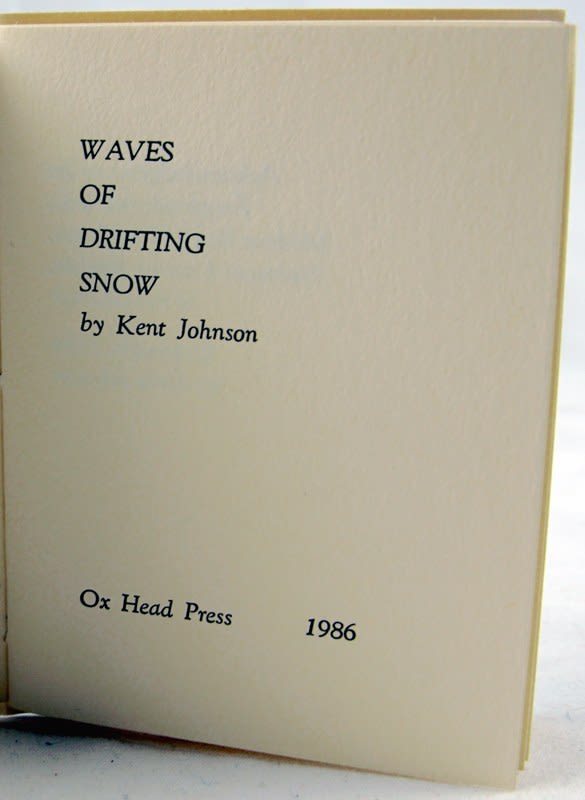 WAVES
OF
DRIFTING
SNOW
by Kent Johnson
Ox Head Press 1986